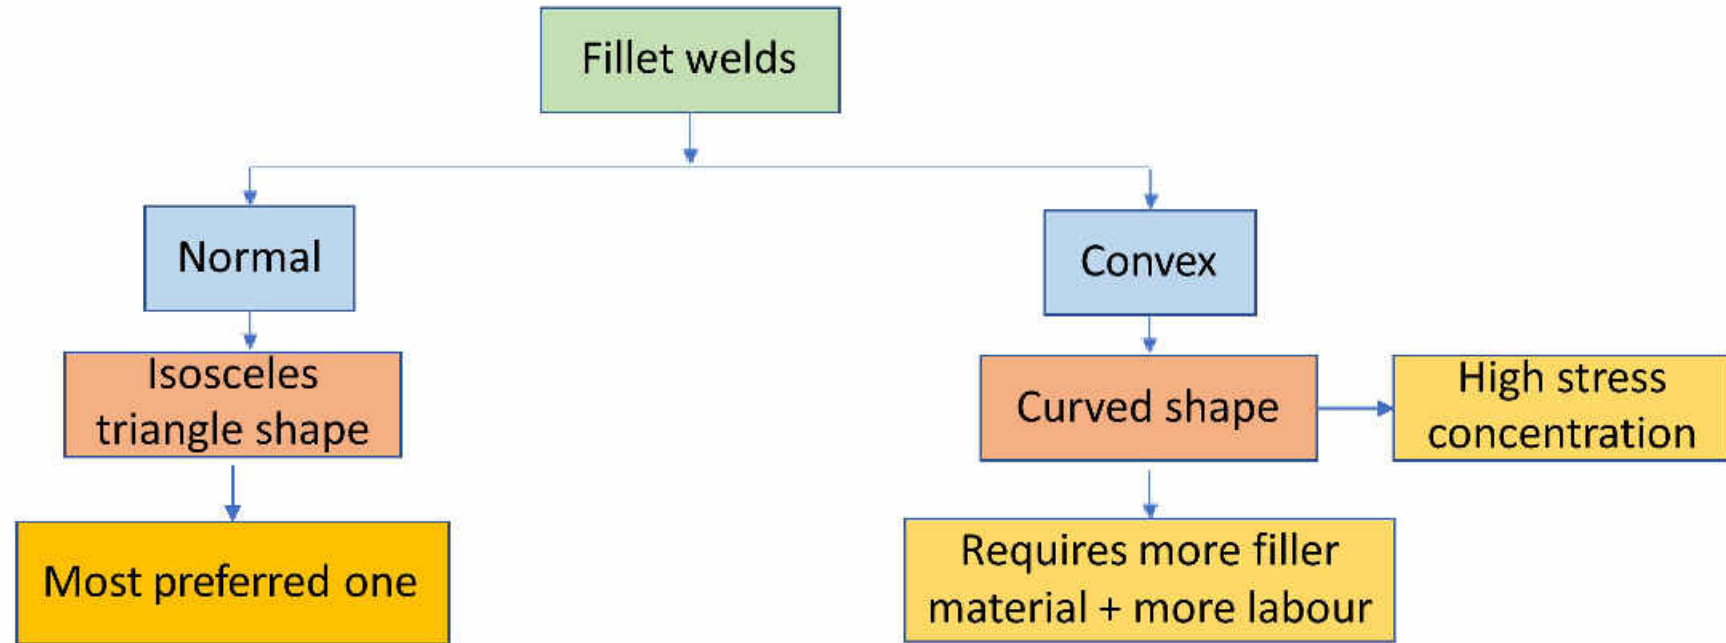 Fillet welds
Normal
Convex
Isosceles
triangle shape
Curved shape
High stress
concentration
Most preferred one
Requires more filler
material + more labour